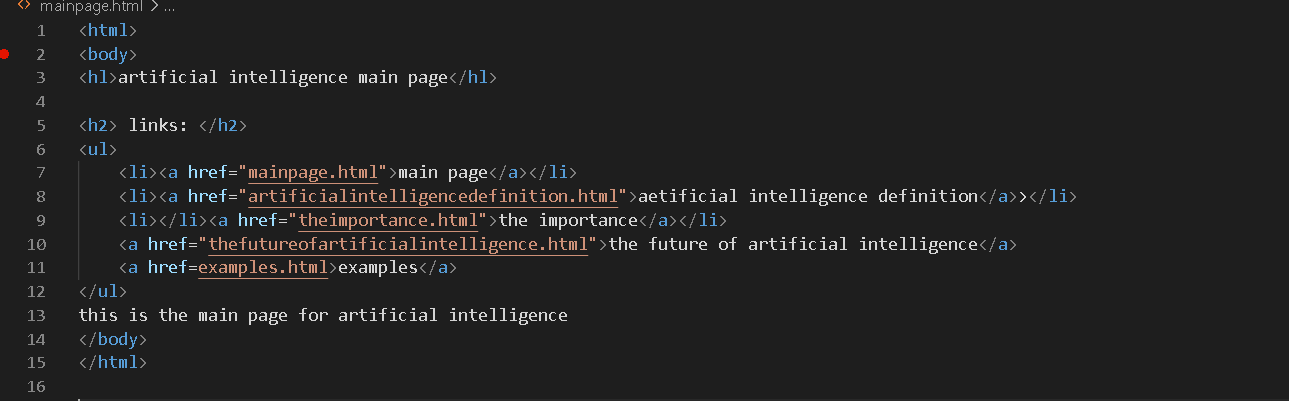 <> mainpage.html > ...
1 <html>
2 <body>
3 <hl>artificial intelligence main page</hl>
4
5 <h2> links: </h2>
6 <ul>
7 <li><a href="mainpage.html">main page</a></li>
8 <li><a href="artificialintelligencedefinition.html">aetificial intelligence definition</a>></li>
9 <li></li><a href="theimportance.html">the importance</a></li>
10 <a href="thefutureofartificialintelligence.html">the future of artificial intelligence</a>
11 <a href=examples.html>examples</a>
12 </ul>
13 this is the main page for artificial intelligence
14 </body>
15 </html>
16